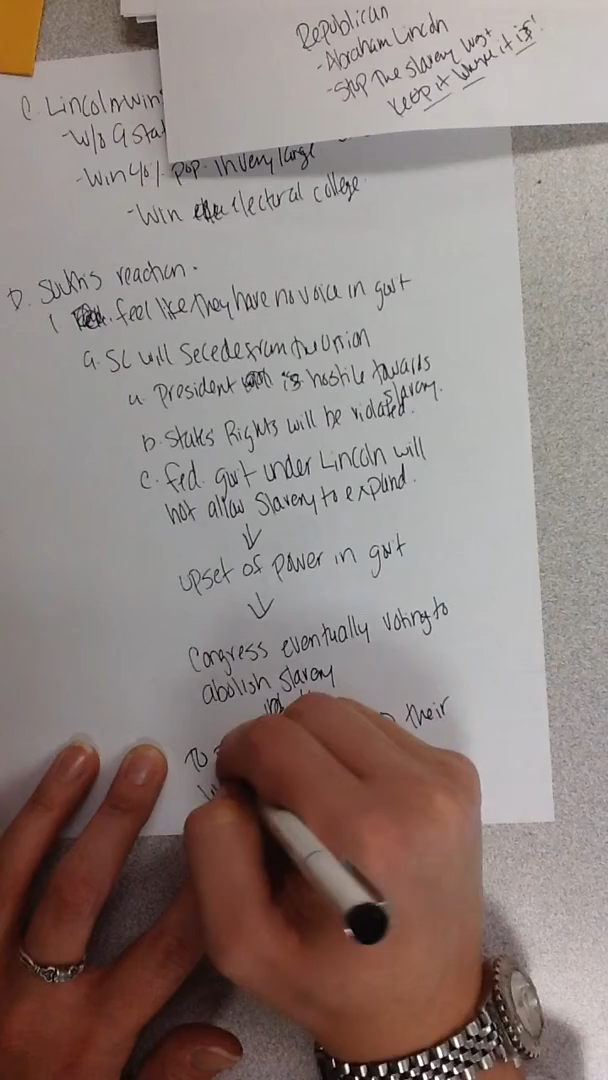 Republican
- Abraham Lincoln
- Stop the slavery west
keep it where it is!
C. Lincoln wins
- W/o 9 sta
- Win 40% pop. in very large
- Win electoral college
D. South's reaction.
1. feel like they have no voice in gov't
a. SC will secede from the Union
a. President is hostile towards
slavery.
b. States Rights will be violated.
c. Fed. gov't under Lincoln will
not allow slavery to expand.
↓
upset of power in gov't
↓
Congress eventually voting to
abolish slavery
To their